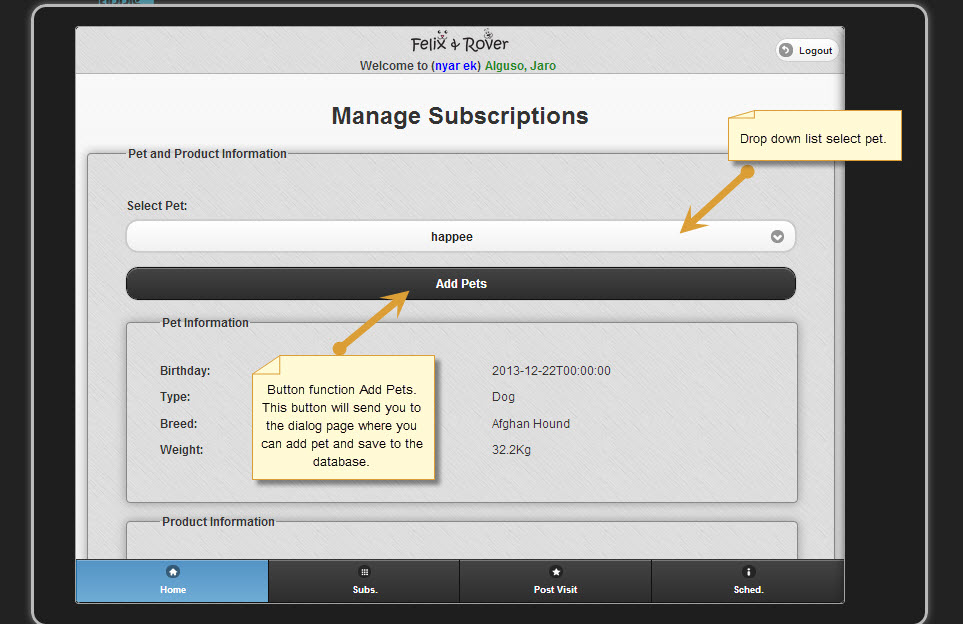 Felix & Rover
Logout
Welcome to (nyar ek) Alguso, Jaro
Manage Subscriptions
Drop down list select pet.
Pet and Product Information
Select Pet:
happee
Add Pets
Pet Information
Birthday:
2013-12-22T00:00:00
Type:
Dog
Breed:
Afghan Hound
Weight:
32.2Kg
Button function Add Pets.
This button will send you to
the dialog page where you
can add pet and save to the
database.
Product Information
Home
Subs.
Post Visit
Sched.